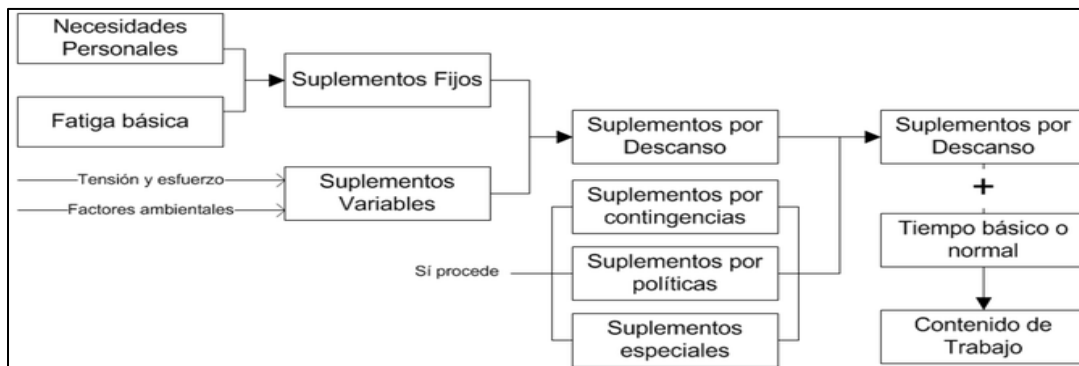 Necesidades
Personales
Fatiga básica
Tensión y esfuerzo
Factores ambientales
Suplementos Fijos
Suplementos
Variables
Sí procede
Suplementos por
Descanso
Suplementos por
contingencias
Suplementos por
políticas
Suplementos
especiales
Suplementos por
Descanso
+
Tiempo básico o
normal
Contenido de
Trabajo